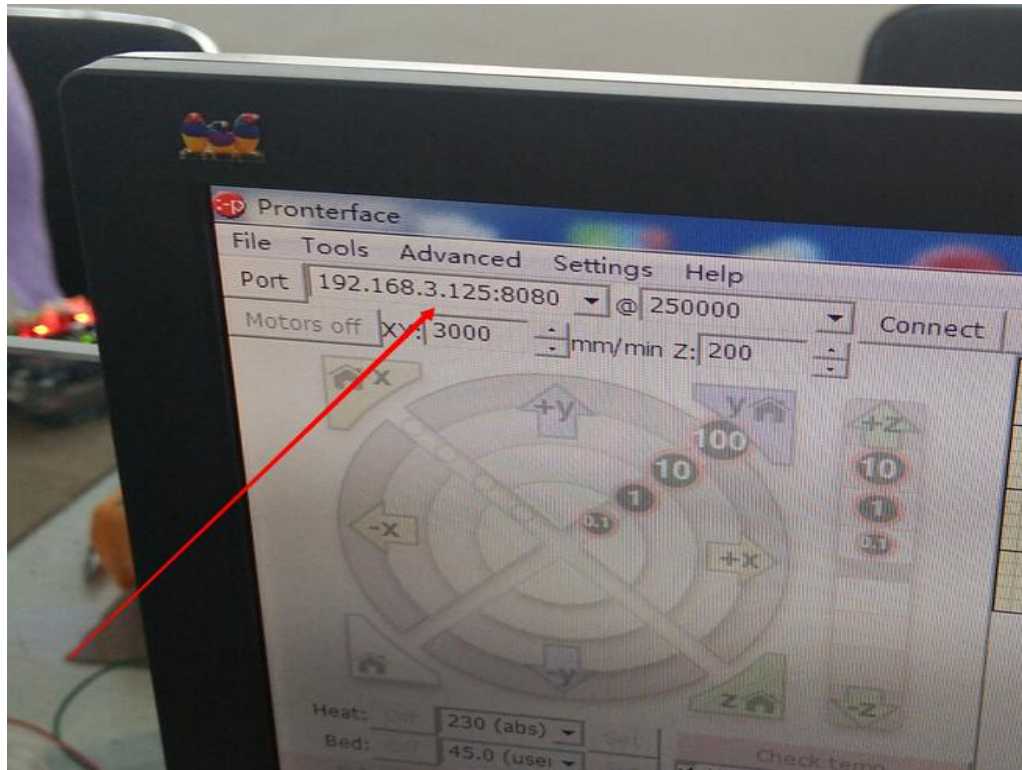 :-p Pronterface
File Tools Advanced Settings Help
Port 192.168.3.125:8080 @ 250000 Connect
Motors off XY: 3000 mm/min Z: 200
x
+y
y
+z
100
10
10
1
1
0.1
0.1
-x
+x
-y
z
-z
Heat: Off 230 (abs) Set
Bed: Off 45.0 (user
Check temp